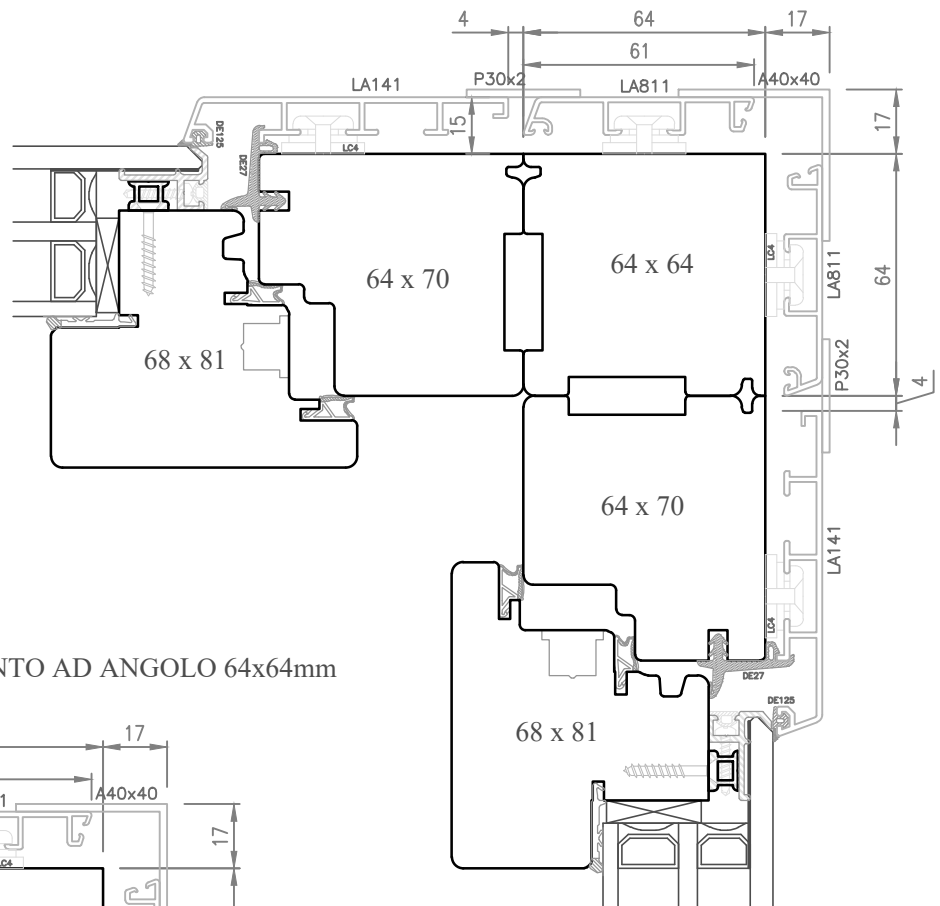 4
64
17
61
LA141
P30x2
LA811
A40x40
15
17
DE125
DE27
LC4
64 x 70
64 x 64
LC4
LA811
64
68 x 81
P30x2
4
64 x 70
LA141
LC4
NTO AD ANGOLO 64x64mm
DE27
DE125
68 x 81
17
1
A40x40
17
LC4